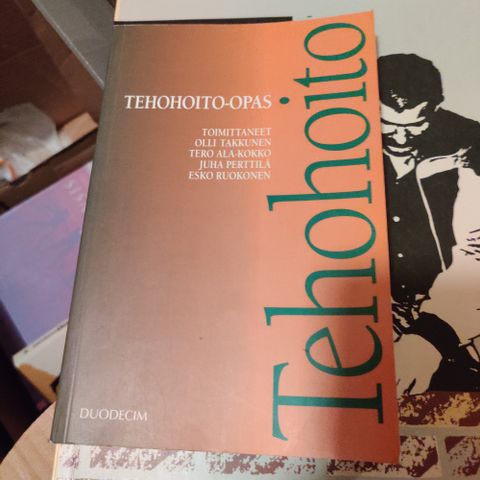 TEHOHOITO-OPAS
TOIMITTANEET
OLLI TAKKUNEN
TERO ALA-KOKKO
JUHA PERTTILÄ
ESKO RUOKONEN
Tehohoito
DUODECIM